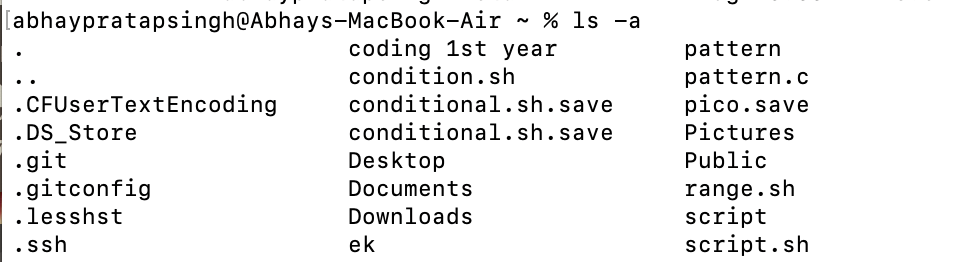 [abhaypratapsingh@Abhays-MacBook-Air ~ % ls -a
. coding 1st year pattern
.. condition.sh pattern.c
.CFUserTextEncoding conditional.sh.save pico.save
.DS_Store conditional.sh.save Pictures
.git Desktop Public
.gitconfig Documents range.sh
.lesshst Downloads script
.ssh ek script.sh